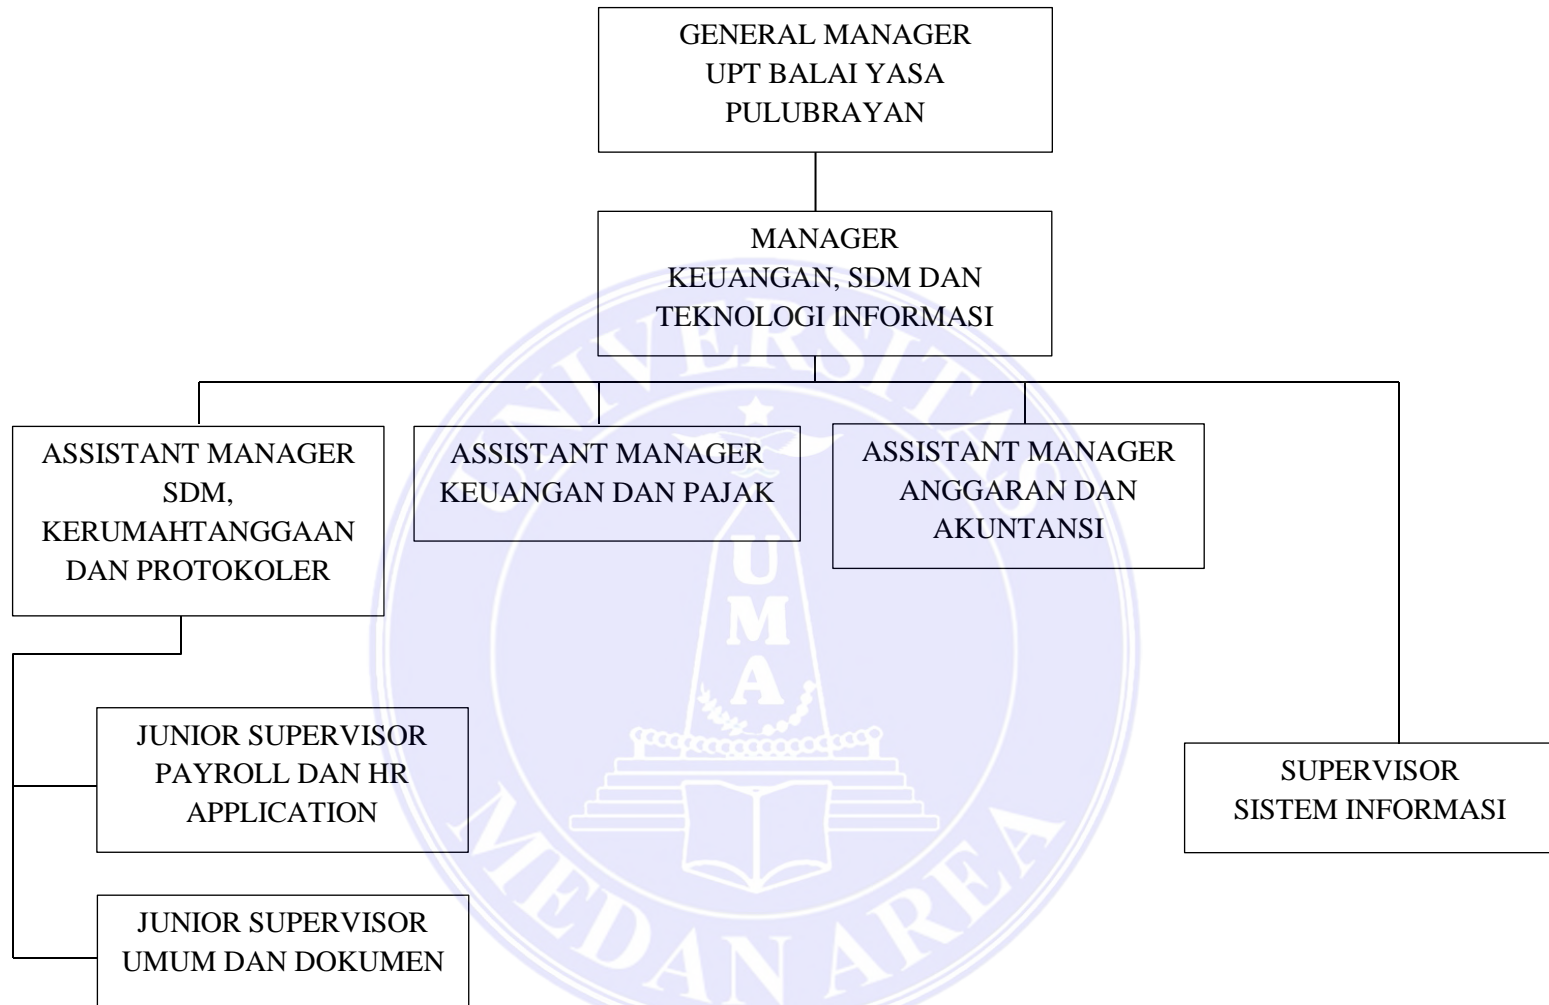 GENERAL MANAGER
UPT BALAI YASA
PULUBRAYAN
MANAGER
KEUANGAN, SDM DAN
TEKNOLOGI INFORMASI
ASSISTANT MANAGER
SDM,
KERUMAHTANGGAAN
DAN PROTOKOLER
ASSISTANT MANAGER
KEUANGAN DAN PAJAK
ASSISTANT MANAGER
ANGGARAN DAN
AKUNTANSI
JUNIOR SUPERVISOR
PAYROLL DAN HR
APPLICATION
SUPERVISOR
SISTEM INFORMASI
JUNIOR SUPERVISOR
UMUM DAN DOKUMEN
UNIVERSITAS
UMA
MEDAN AREA